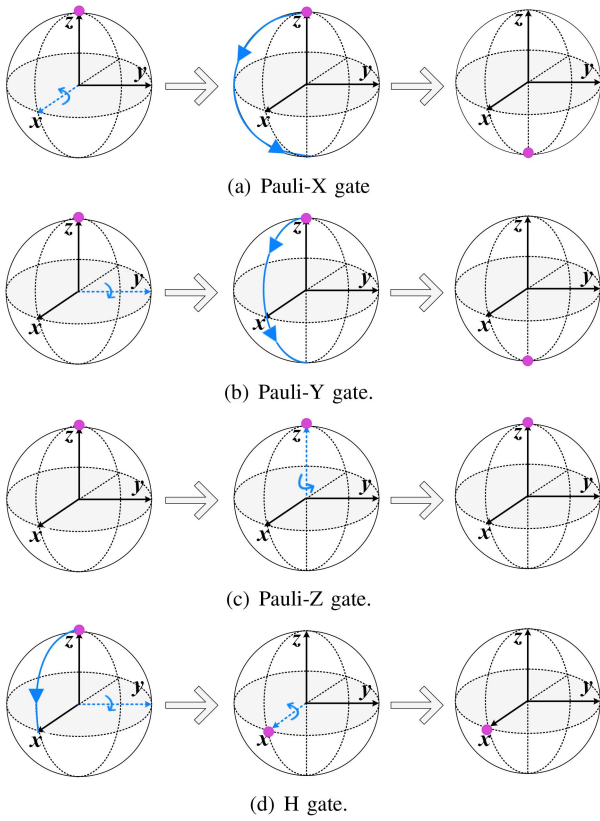 z y x z y x z y x
(a) Pauli-X gate
z y x z y x z y x
(b) Pauli-Y gate.
z y x z y x z y x
(c) Pauli-Z gate.
z y x z y x z y x
(d) H gate.